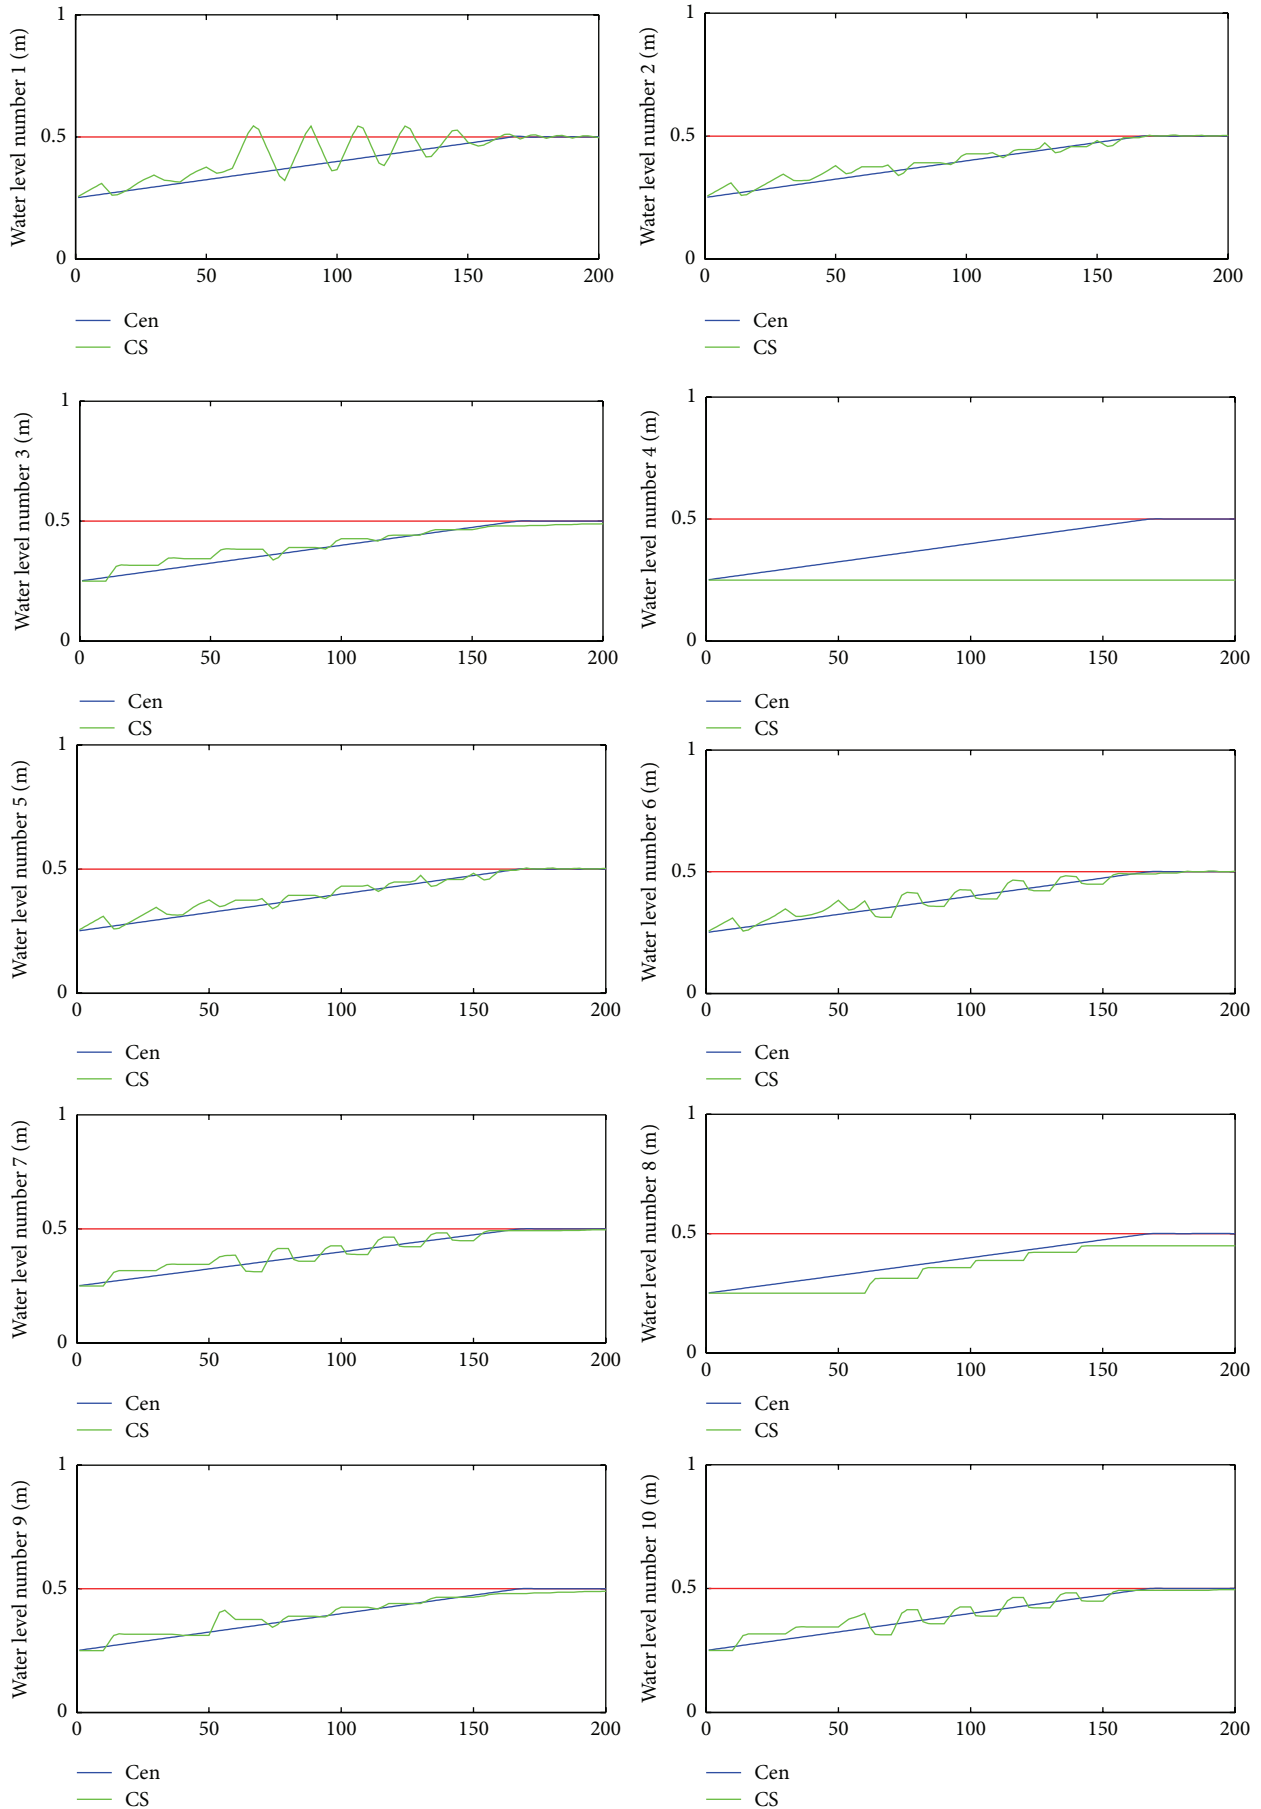 Water level number 1 (m)
1
0.5
0
0 50 100 150 200
Cen
CS
Water level number 2 (m)
1
0.5
0
0 50 100 150 200
Cen
CS
Water level number 3 (m)
1
0.5
0
0 50 100 150 200
Cen
CS
Water level number 4 (m)
1
0.5
0
0 50 100 150 200
Cen
CS
Water level number 5 (m)
1
0.5
0
0 50 100 150 200
Cen
CS
Water level number 6 (m)
1
0.5
0
0 50 100 150 200
Cen
CS
Water level number 7 (m)
1
0.5
0
0 50 100 150 200
Cen
CS
Water level number 8 (m)
1
0.5
0
0 50 100 150 200
Cen
CS
Water level number 9 (m)
1
0.5
0
0 50 100 150 200
Cen
CS
Water level number 10 (m)
1
0.5
0
0 50 100 150 200
Cen
CS